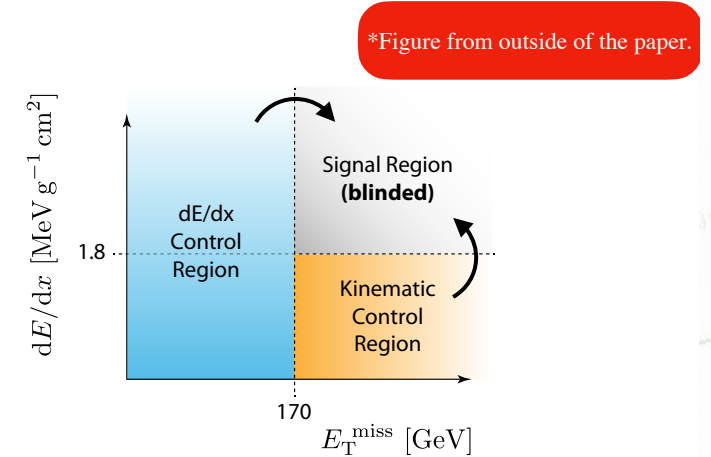 *Figure from outside of the paper.
dE/dx [MeV g⁻¹ cm²]
Signal Region
(blinded)
dE/dx
Control
Region
1.8
Kinematic
Control
Region
170
E_T^miss [GeV]